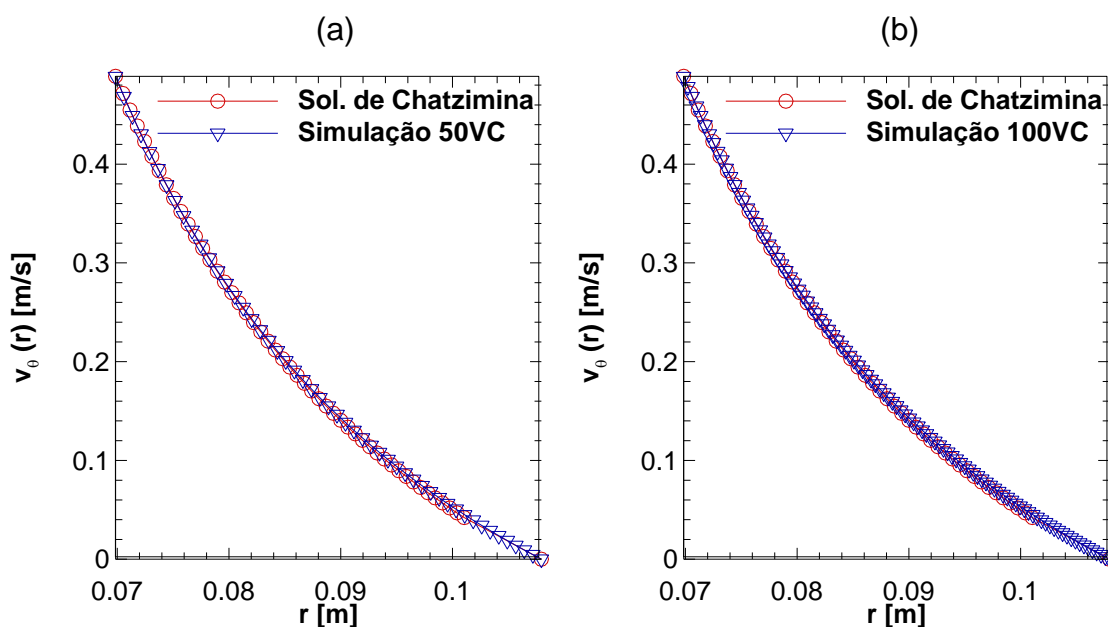 (a)
Sol. de Chatzimina
Simulação 50VC
0.4
0.3
0.2
0.1
0
v θ (r) [m/s]
0.07
0.08
0.09
0.1
r [m]
(b)
Sol. de Chatzimina
Simulação 100VC
0.4
0.3
0.2
0.1
0
v θ (r) [m/s]
0.07
0.08
0.09
0.1
r [m]